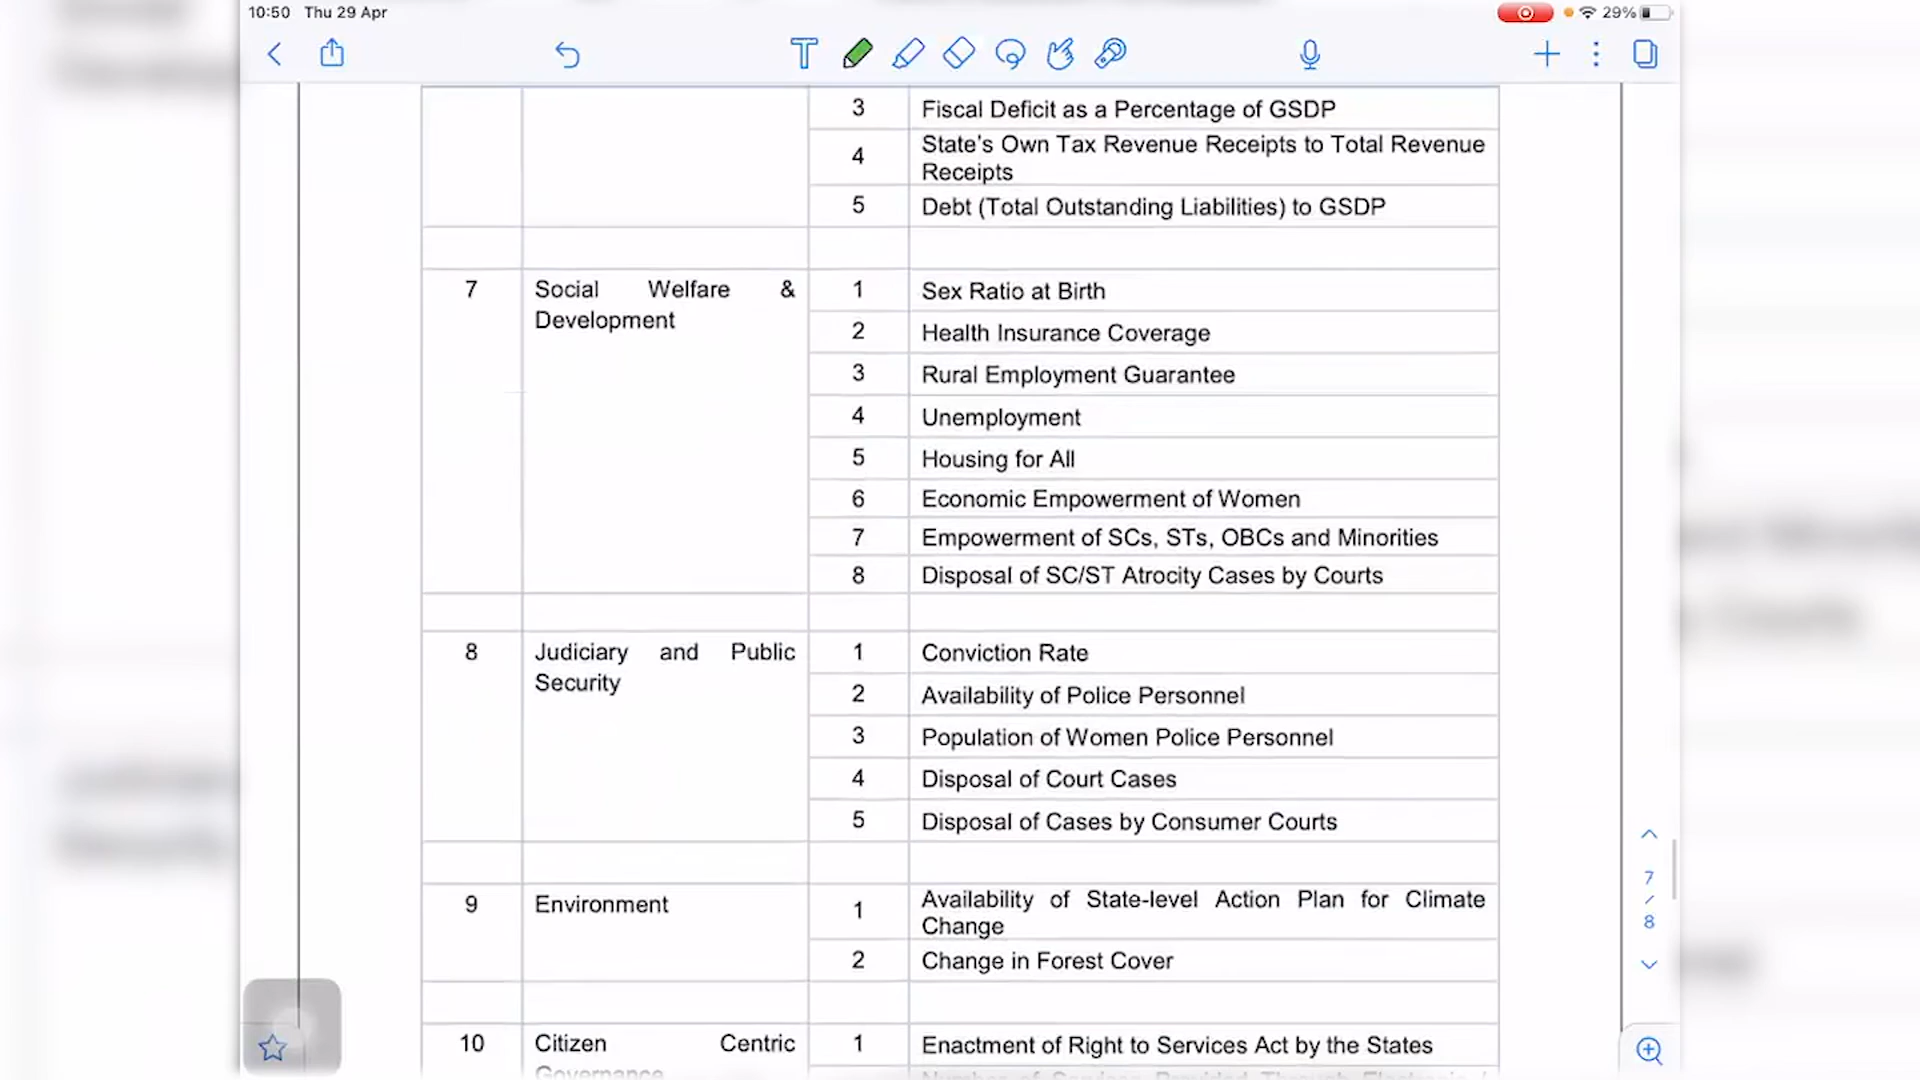 10:50 Thu 29 Apr
29%
3 Fiscal Deficit as a Percentage of GSDP
4 State's Own Tax Revenue Receipts to Total Revenue
Receipts
5 Debt (Total Outstanding Liabilities) to GSDP
7 Social Welfare & 1 Sex Ratio at Birth
Development
2 Health Insurance Coverage
3 Rural Employment Guarantee
4 Unemployment
5 Housing for All
6 Economic Empowerment of Women
7 Empowerment of SCs, STs, OBCs and Minorities
8 Disposal of SC/ST Atrocity Cases by Courts
8 Judiciary and Public 1 Conviction Rate
Security
2 Availability of Police Personnel
3 Population of Women Police Personnel
4 Disposal of Court Cases
5 Disposal of Cases by Consumer Courts
9 Environment 1 Availability of State-level Action Plan for Climate
Change
2 Change in Forest Cover
10 Citizen Centric 1 Enactment of Right to Services Act by the States
Governance
Number of Services Provided Through Electronic /
7 / 8